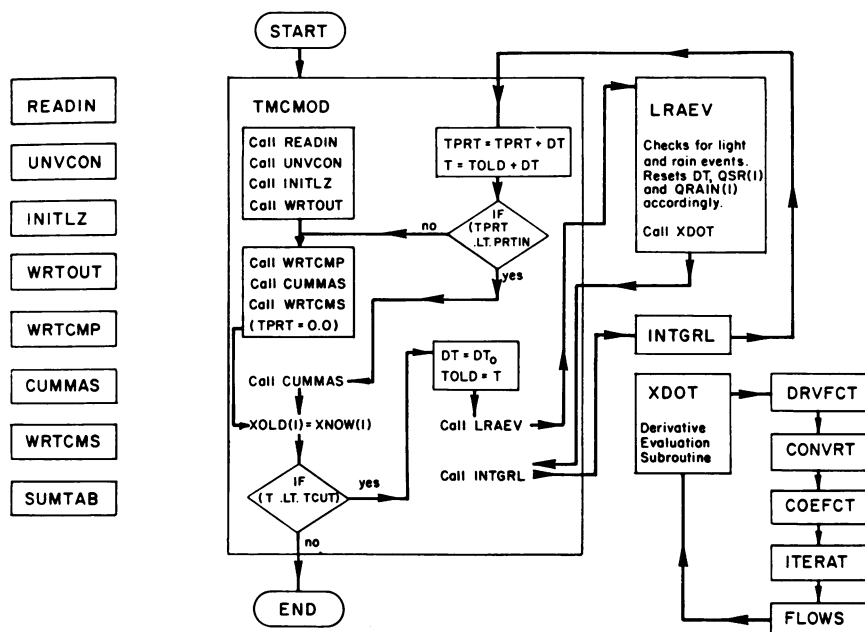 START
READIN
UNVCON
INITLZ
WRTOUT
WRTCMP
CUMMAS
WRTCMS
SUMTAB
TMCMOD
Call READIN
Call UNVCON
Call INITLZ
Call WRTOUT
TPRT = TPRT + DT
T = TOLD + DT
IF
(TPRT
.LT. PRTIN
no
yes
Call WRTCMP
Call CUMMAS
Call WRTCMS
(TPRT = 0.0)
Call CUMMAS
XOLD(1) = XNOW(1)
IF
(T .LT. TCUT)
yes
no
END
DT = DT₀
TOLD = T
Call LRAEV
Call INTGRL
LRAEV
Checks for light
and rain events.
Resets DT, QSR(1)
and QRAIN(1)
accordingly.
Call XDOT
INTGRL
XDOT
Derivative
Evaluation
Subroutine
DRVFCT
CONVRT
COEFCT
ITERAT
FLOWS